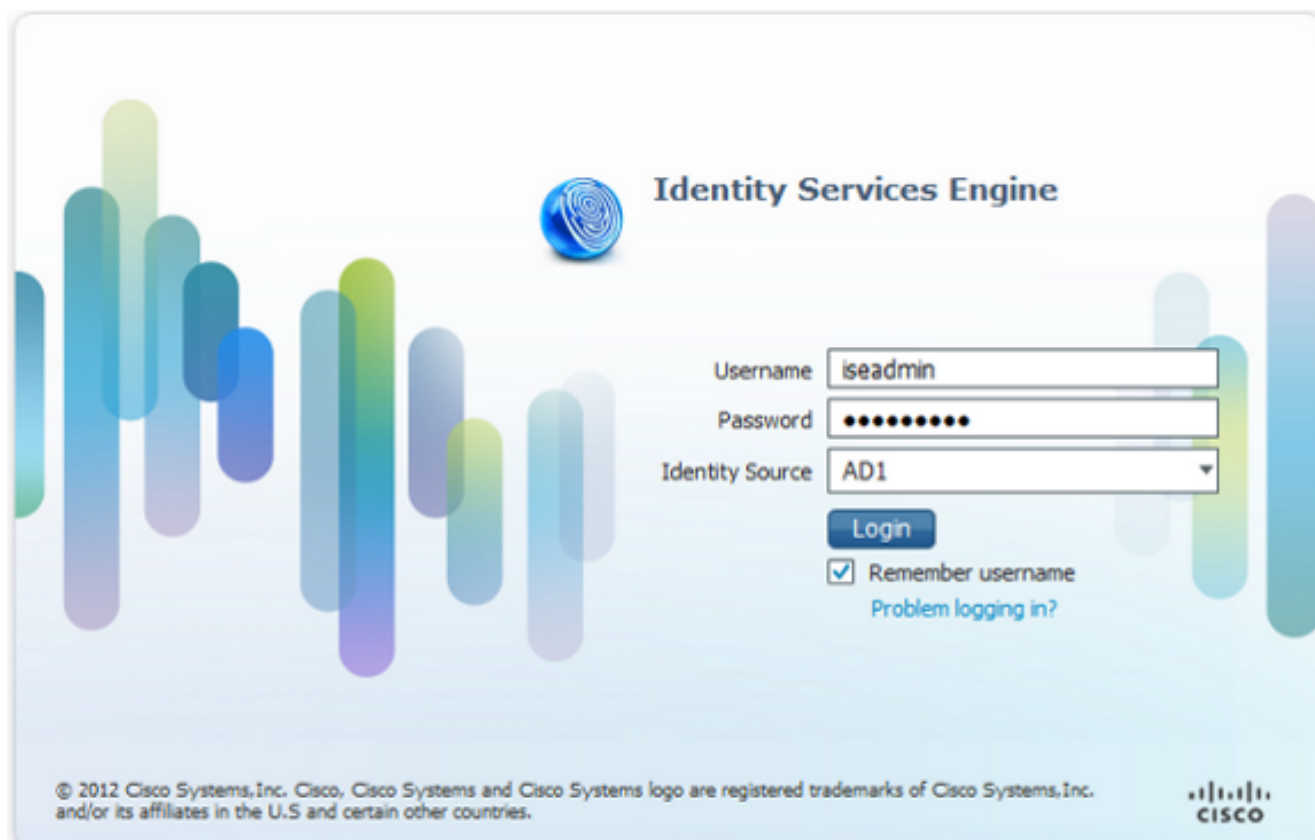 Identity Services Engine
Username iseadmin
Password •••••••••
Identity Source AD1
Login
Remember username
Problem logging in?
© 2012 Cisco Systems,Inc. Cisco, Cisco Systems and Cisco Systems logo are registered trademarks of Cisco Systems,Inc.
and/or its affiliates in the U.S and certain other countries.
CISCO